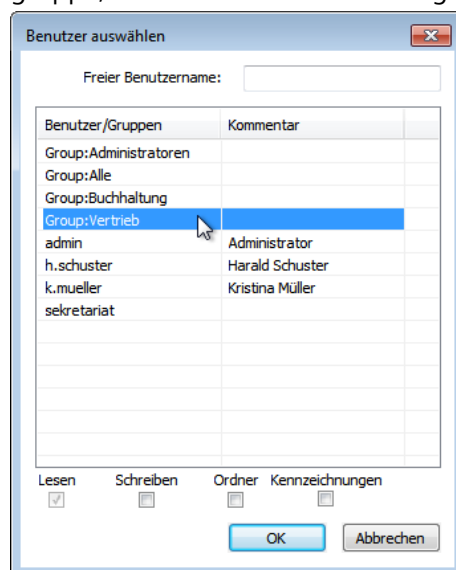 Benutzer auswählen
Freier Benutzername:
Benutzer/Gruppen Kommentar
Group:Administratoren
Group:Alle
Group:Buchhaltung
Group:Vertrieb
admin Administrator
h.schuster Harald Schuster
k.mueller Kristina Müller
sekretariat
Lesen Schreiben Ordner Kennzeichnungen
OK Abbrechen